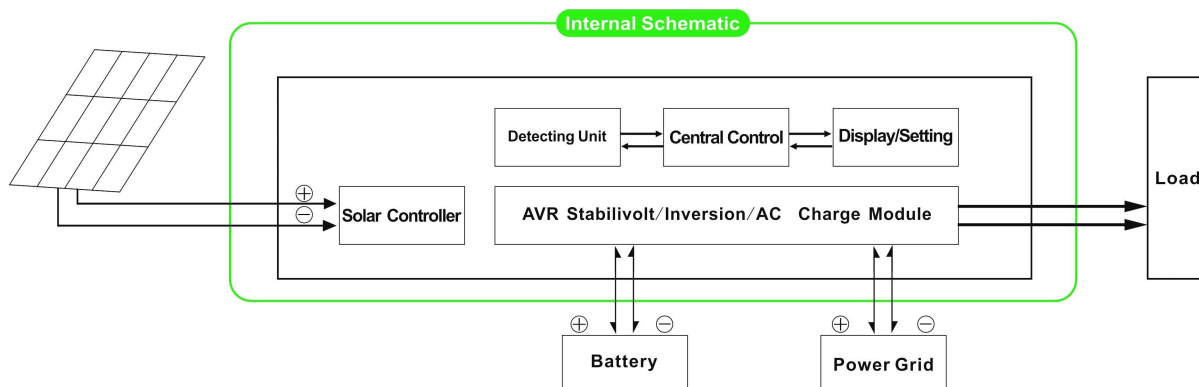 Internal Schematic
Detecting Unit
Central Control
Display/Setting
Load
⊕
⊖
Solar Controller
AVR Stabilivolt/Inversion/AC Charge Module
⊕ ⊖
⊕ ⊖
Battery
Power Grid